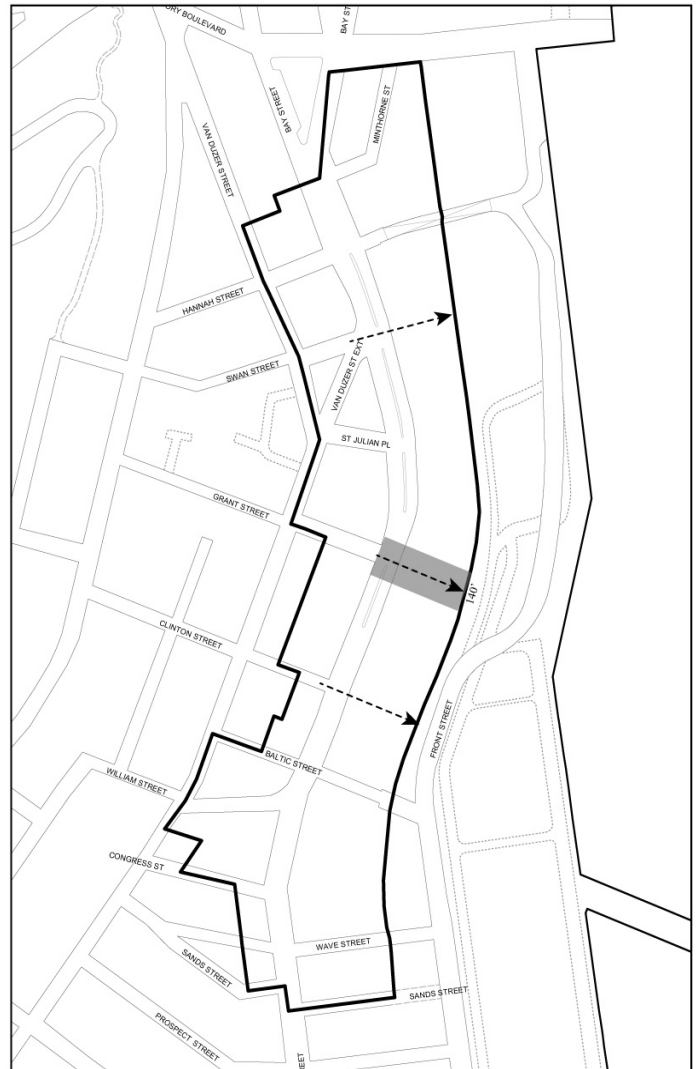 ORY BOULEVARD
BAY ST
BAY STREET
MINTHORNE ST
VAN DUZER STREET
HANNAH STREET
SWAN STREET
VAN DUZER ST EXT
ST JULIAN PL
GRANT STREET
140'
CLINTON STREET
FRONT STREET
BALTIC STREET
WILLIAM STREET
CONGRESS ST
WAVE STREET
SANDS STREET
SANDS STREET
PROSPECT STREET
REET